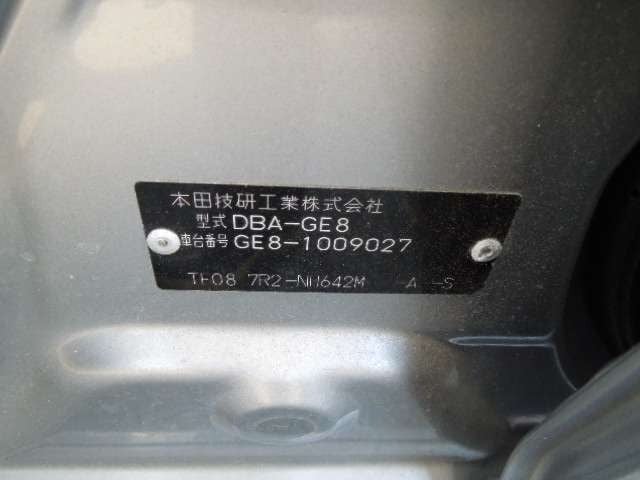 本田技研工業株式会社
型式 DBA-GE8
車台番号 GE8-1009027
7R2-NH642M A -S